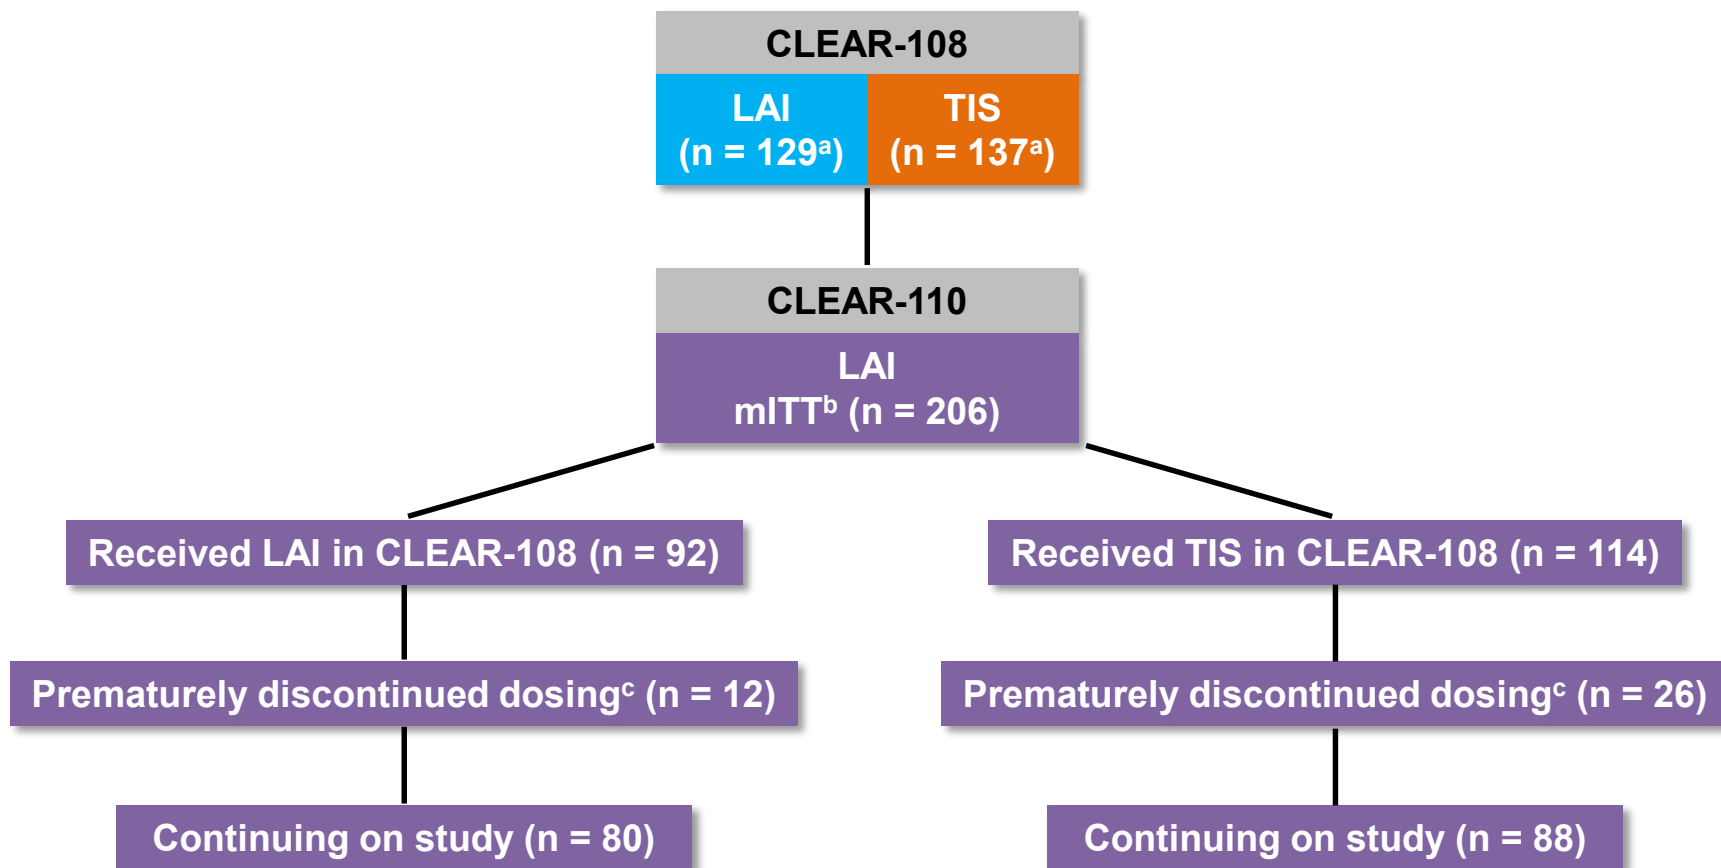 CLEAR-108
LAI
(n = 129ᵃ)
TIS
(n = 137ᵃ)
CLEAR-110
LAI
mITTᵇ (n = 206)
Received LAI in CLEAR-108 (n = 92)
Received TIS in CLEAR-108 (n = 114)
Prematurely discontinued dosingᶜ (n = 12)
Prematurely discontinued dosingᶜ (n = 26)
Continuing on study (n = 80)
Continuing on study (n = 88)